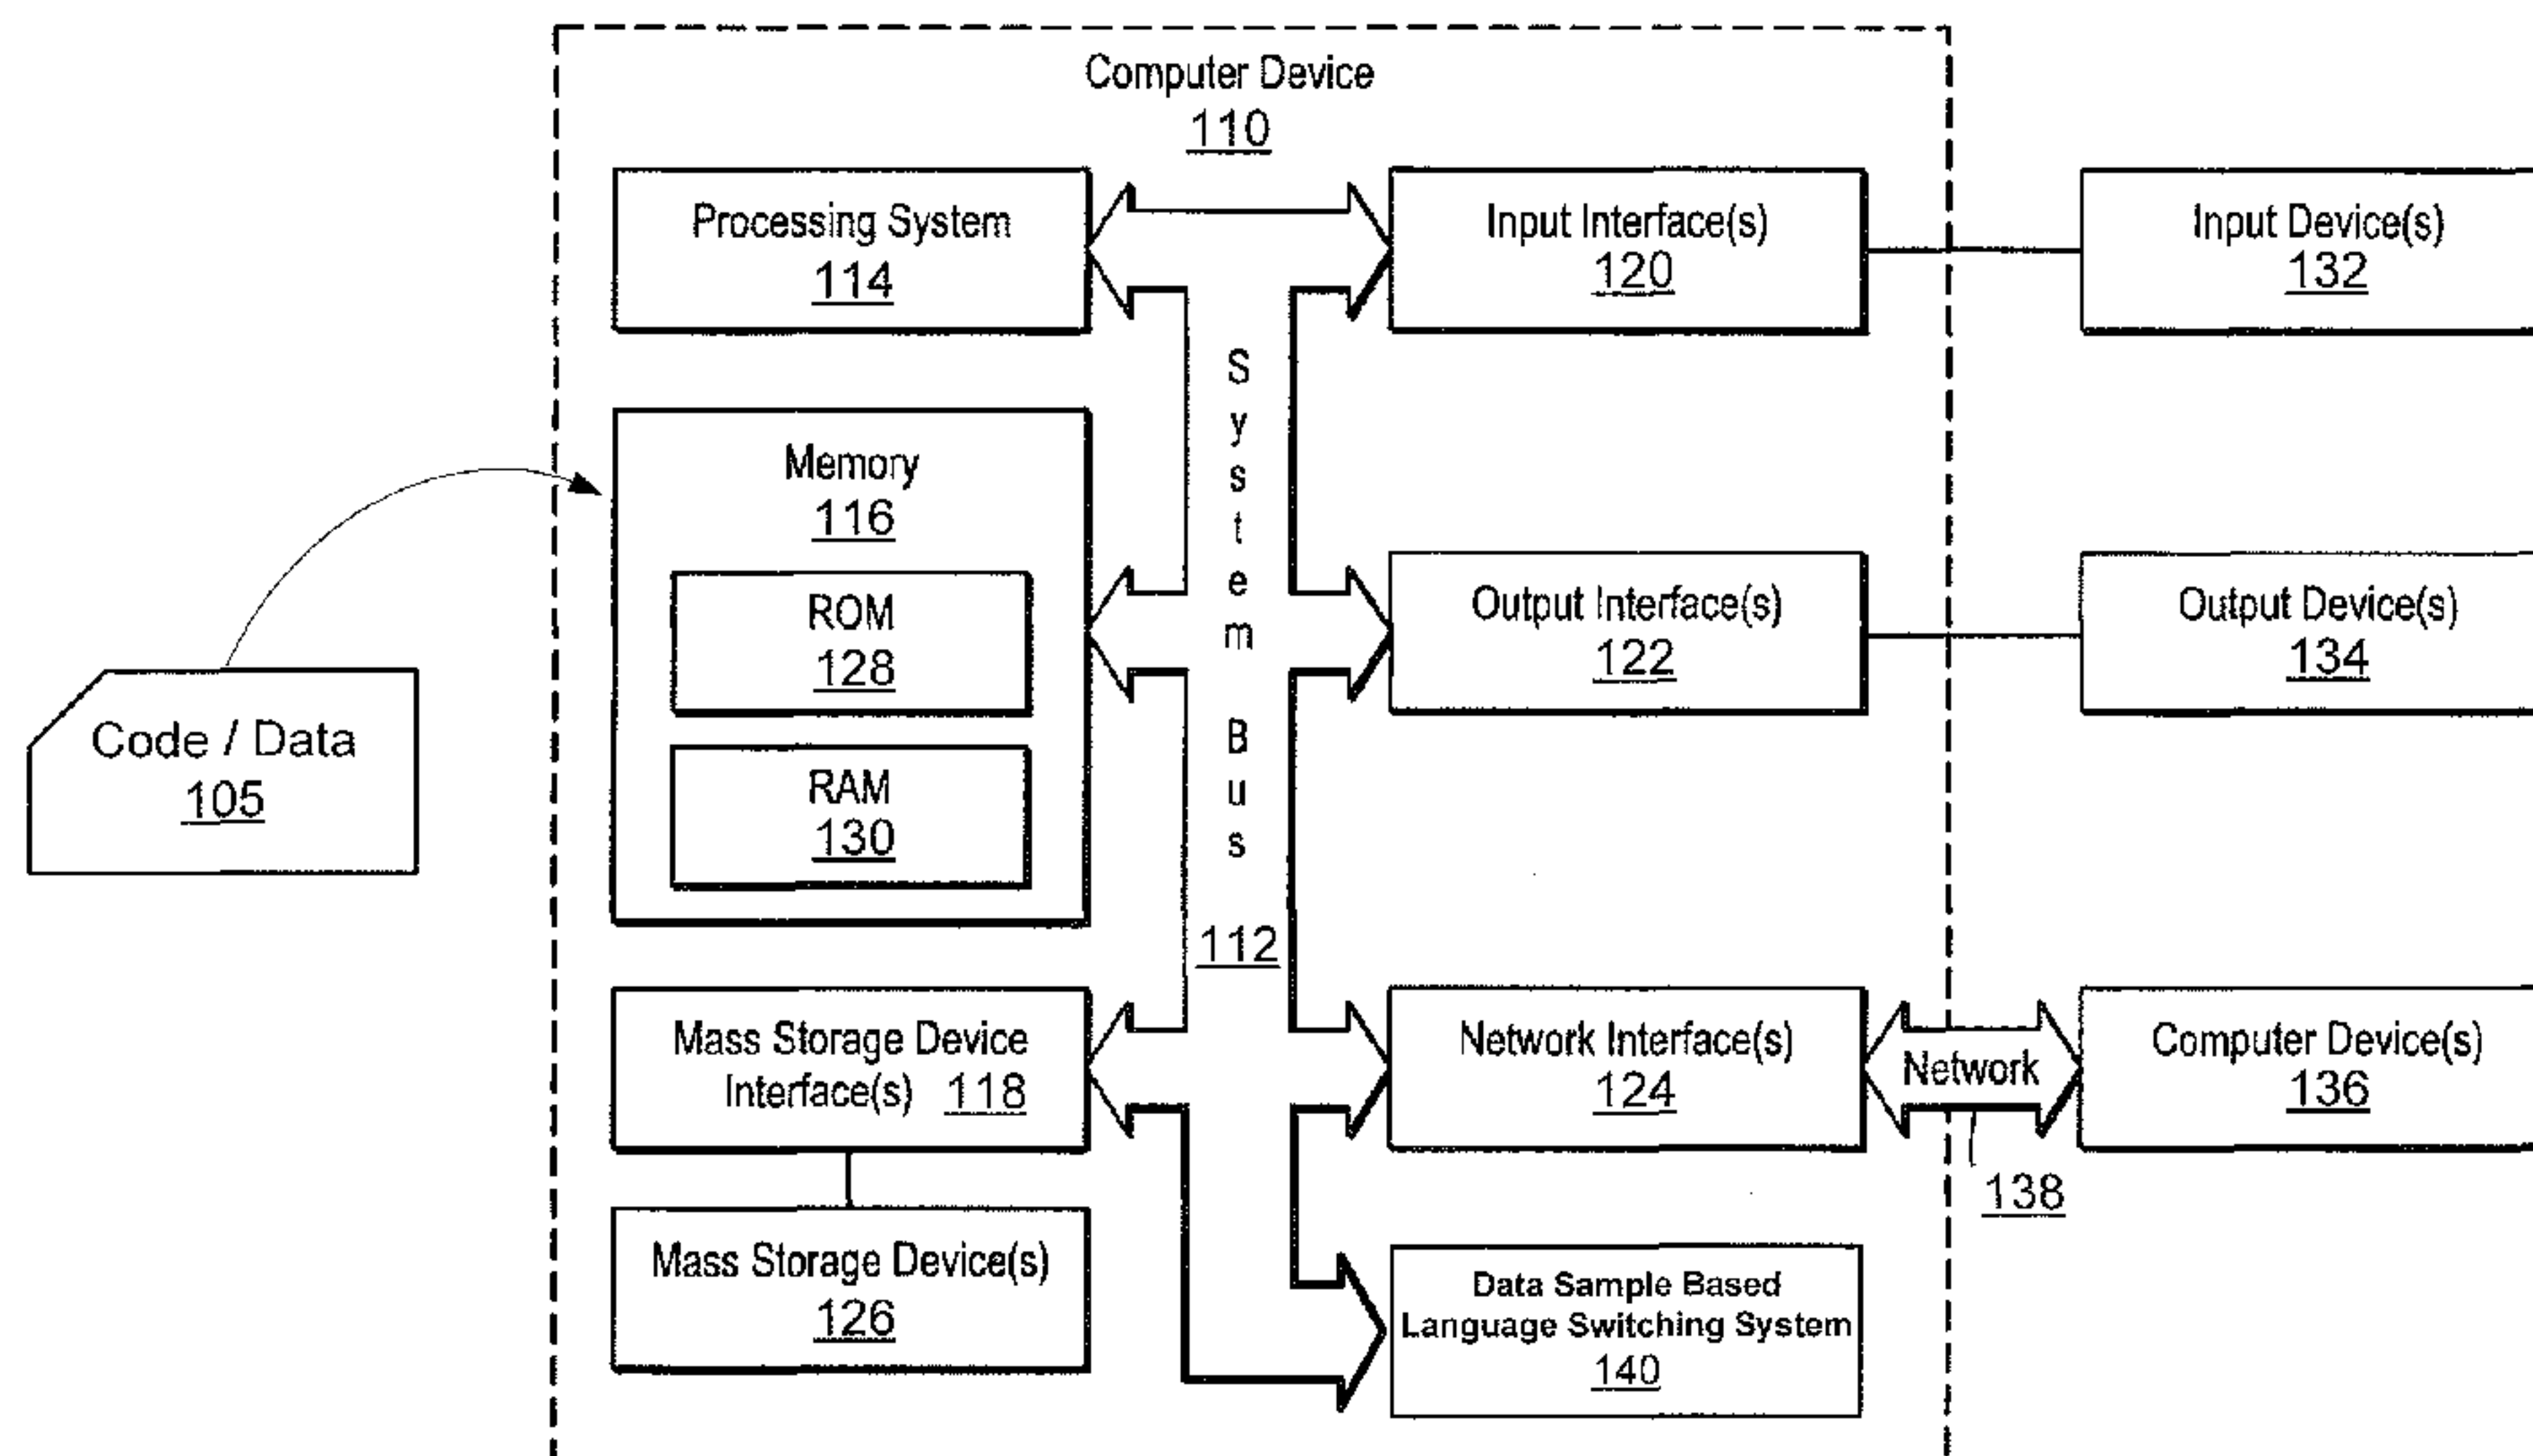 Computer Device
110
Processing System
114
Input Interface(s)
120
Input Device(s)
132
System Bus
112
Memory
116
ROM
128
RAM
130
Output Interface(s)
122
Output Device(s)
134
Code / Data
105
Mass Storage Device
Interface(s) 118
Network Interface(s)
124
Network
138
Computer Device(s)
136
Mass Storage Device(s)
126
Data Sample Based
Language Switching System
140